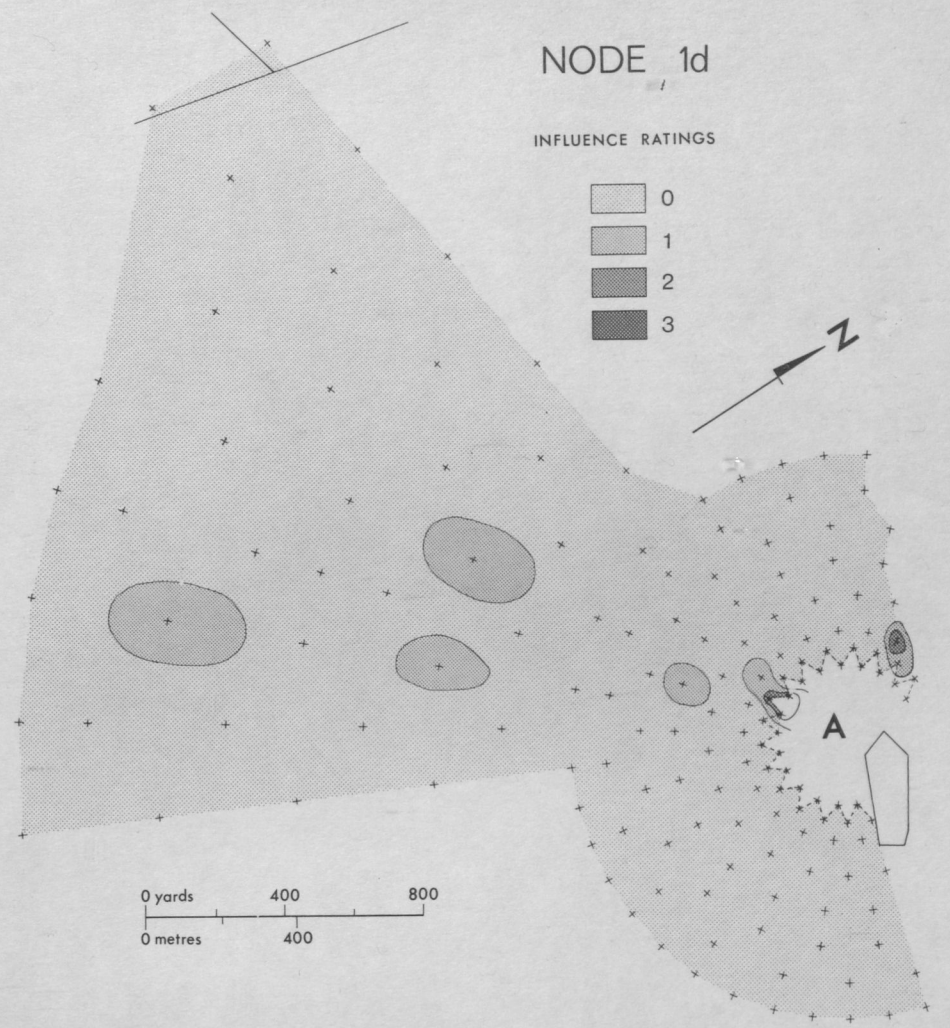 NODE 1d
INFLUENCE RATINGS
0
1
2
3
N
A
0 yards 400 800
0 metres 400